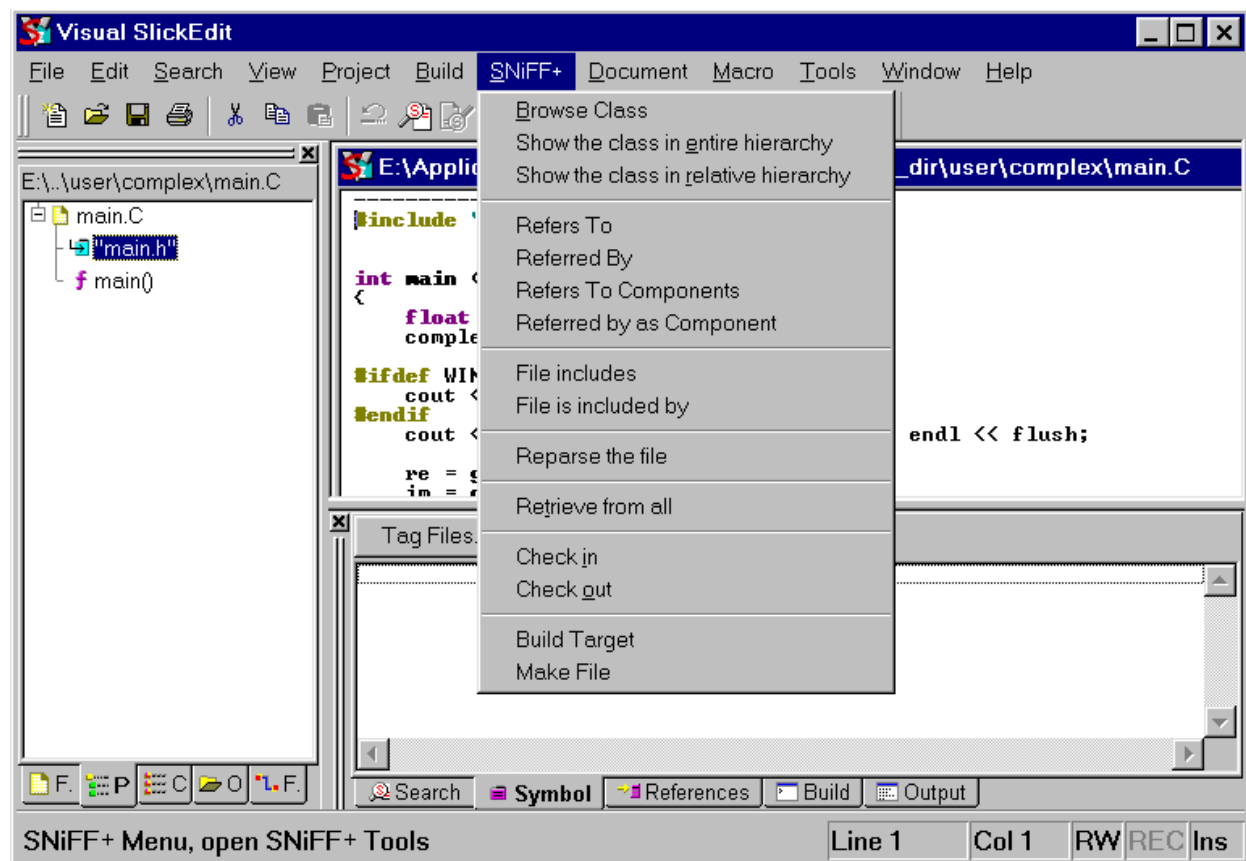 Visual SlickEdit
File Edit Search View Project Build SNiFF+ Document Macro Tools Window Help
E:\..\user\complex\main.C
main.C
"main.h"
main()
E:\Applic
_dir\user\complex\main.C
#include "
int main <
{
float
comple
#ifdef WIN
cout <
#endif
cout <
endl << flush;
re = g
im =
Browse Class
Show the class in entire hierarchy
Show the class in relative hierarchy
Refers To
Referred By
Refers To Components
Referred by as Component
File includes
File is included by
Reparse the file
Retrieve from all
Check in
Check out
Build Target
Make File
Tag Files.
F. P C O F.
Search Symbol References Build Output
SNiFF+ Menu, open SNiFF+ Tools Line 1 Col 1 RW REC Ins